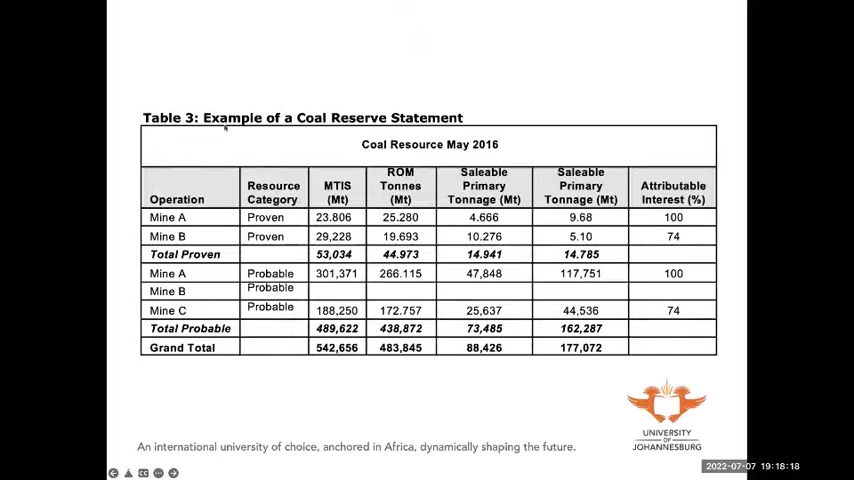 Table 3: Example of a Coal Reserve Statement
Coal Resource May 2016
Operation Resource Category MTIS (Mt) ROM Tonnes (Mt) Saleable Primary Tonnage (Mt) Saleable Primary Tonnage (Mt) Attributable Interest (%)
Mine A Proven 23.806 25.280 4.666 9.68 100
Mine B Proven 29,228 19.693 10.276 5.10 74
Total Proven 53,034 44.973 14.941 14.785
Mine A Probable 301,371 266.115 47,848 117,751 100
Mine B Probable
Mine C Probable 188,250 172.757 25,637 44,536 74
Total Probable 489,622 438,872 73,485 162,287
Grand Total 542,656 483,845 88,426 177,072
UNIVERSITY
OF
JOHANNESBURG
An international university of choice, anchored in Africa, dynamically shaping the future.
2022-07-07 19:18:18
CC